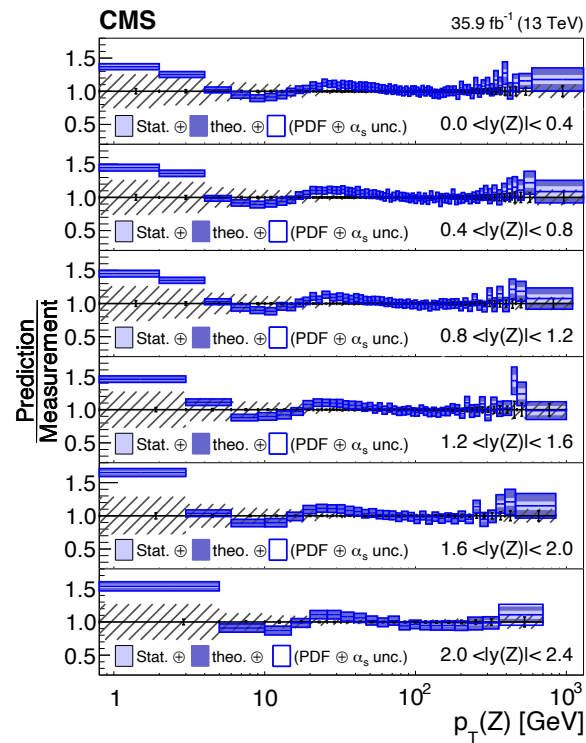 CMS 35.9 fb⁻¹ (13 TeV)
1.5
1.0
0.5
Stat. ⊕ theo. ⊕ (PDF ⊕ αₛ unc.) 0.0 <|y(Z)|< 0.4
1.5
1.0
0.5
Stat. ⊕ theo. ⊕ (PDF ⊕ αₛ unc.) 0.4 <|y(Z)|< 0.8
1.5
1.0
0.5
Stat. ⊕ theo. ⊕ (PDF ⊕ αₛ unc.) 0.8 <|y(Z)|< 1.2
Prediction
Measurement
1.5
1.0
0.5
Stat. ⊕ theo. ⊕ (PDF ⊕ αₛ unc.) 1.2 <|y(Z)|< 1.6
1.5
1.0
0.5
Stat. ⊕ theo. ⊕ (PDF ⊕ αₛ unc.) 1.6 <|y(Z)|< 2.0
1.5
1.0
0.5
Stat. ⊕ theo. ⊕ (PDF ⊕ αₛ unc.) 2.0 <|y(Z)|< 2.4
1 10 10² 10³
p_T(Z) [GeV]